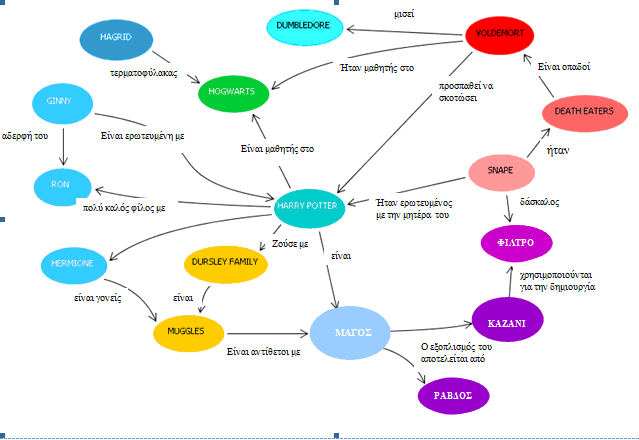 DUMBLEDORE
μισεί
VOLDEMORT
HAGRID
τερματοφύλακας
Ήταν μαθητής στο
Είναι οπαδοί
HOGWARTS
προσπαθεί να
σκοτώσει
GINNY
DEATH EATERS
αδερφή του
Είναι ερωτευμένη με
Είναι μαθητής στο
ήταν
SNAPE
RON
πολύ καλός φίλος με
HARRY POTTER
Ήταν ερωτευμένος
με την μητέρα του
δάσκαλος
Ζούσε με
είναι
ΦΙΛΤΡΟ
HERMIONE
DURSLEY FAMILY
χρησιμοποιούνται
για την δημιουργία
είναι γονείς
είναι
MUGGLES
ΜΑΓΟΣ
ΚΑΖΑΝΙ
Είναι αντίθετοι με
Ο εξοπλισμός του
αποτελείται από
ΡΑΒΔΟΣ